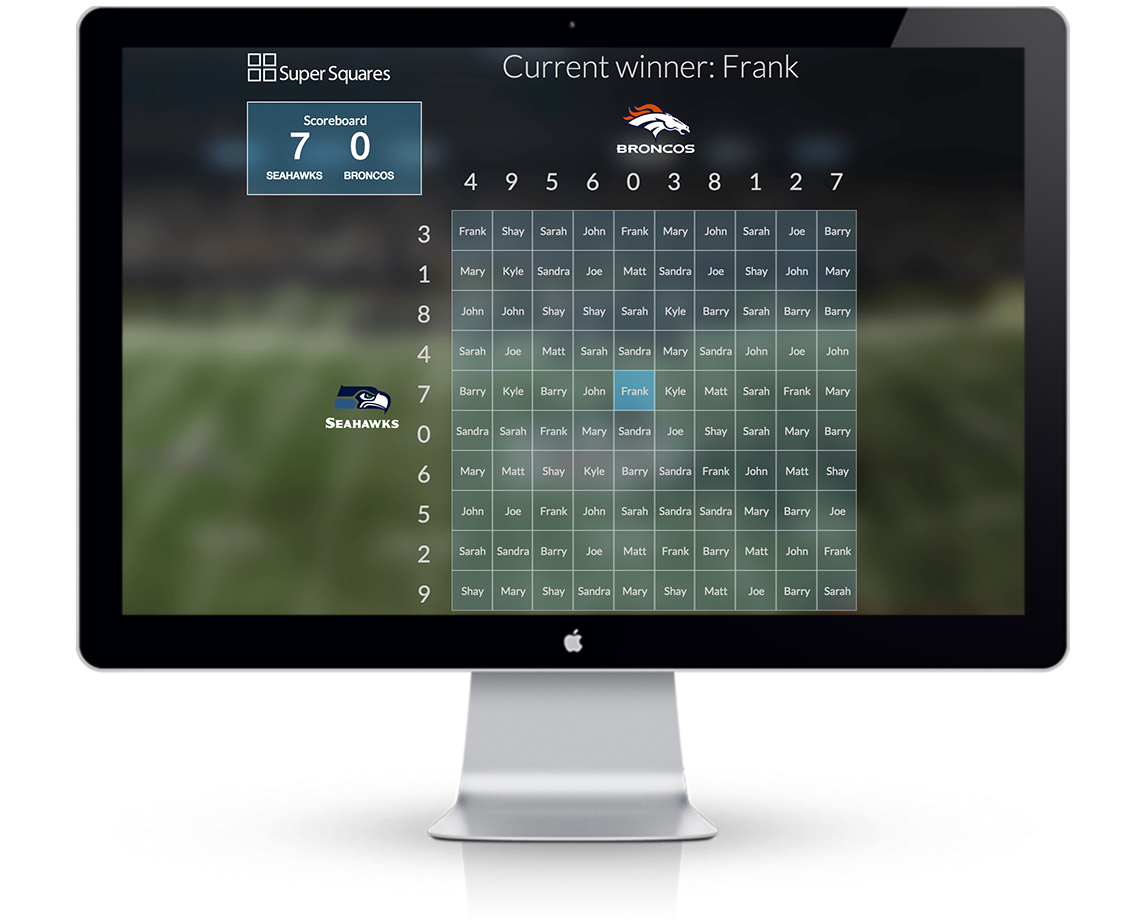 Super Squares
Current winner: Frank
Scoreboard
7 0
SEAHAWKS BRONCOS
BRONCOS
4 9 5 6 0 3 8 1 2 7
3 Frank Shay Sarah John Frank Mary John Sarah Joe Barry
1 Mary Kyle Sandra Joe Matt Sandra Joe Shay John Mary
8 John John Shay Shay Sarah Kyle Barry Sarah Barry Barry
4 Sarah Joe Matt Sarah Sandra Mary Sandra John Joe John
7 Barry Kyle Barry John Frank Kyle Matt Sarah Frank Mary
SEAHAWKS
0 Sandra Sarah Frank Mary Sandra Joe Shay Sarah Mary Barry
6 Mary Matt Shay Kyle Barry Sandra Frank John Matt Shay
5 John Joe Frank John Sarah Sandra Sandra Mary Barry Joe
2 Sarah Sandra Barry Joe Matt Frank Barry Matt John Frank
9 Shay Mary Shay Sandra Mary Shay Matt Joe Barry Sarah